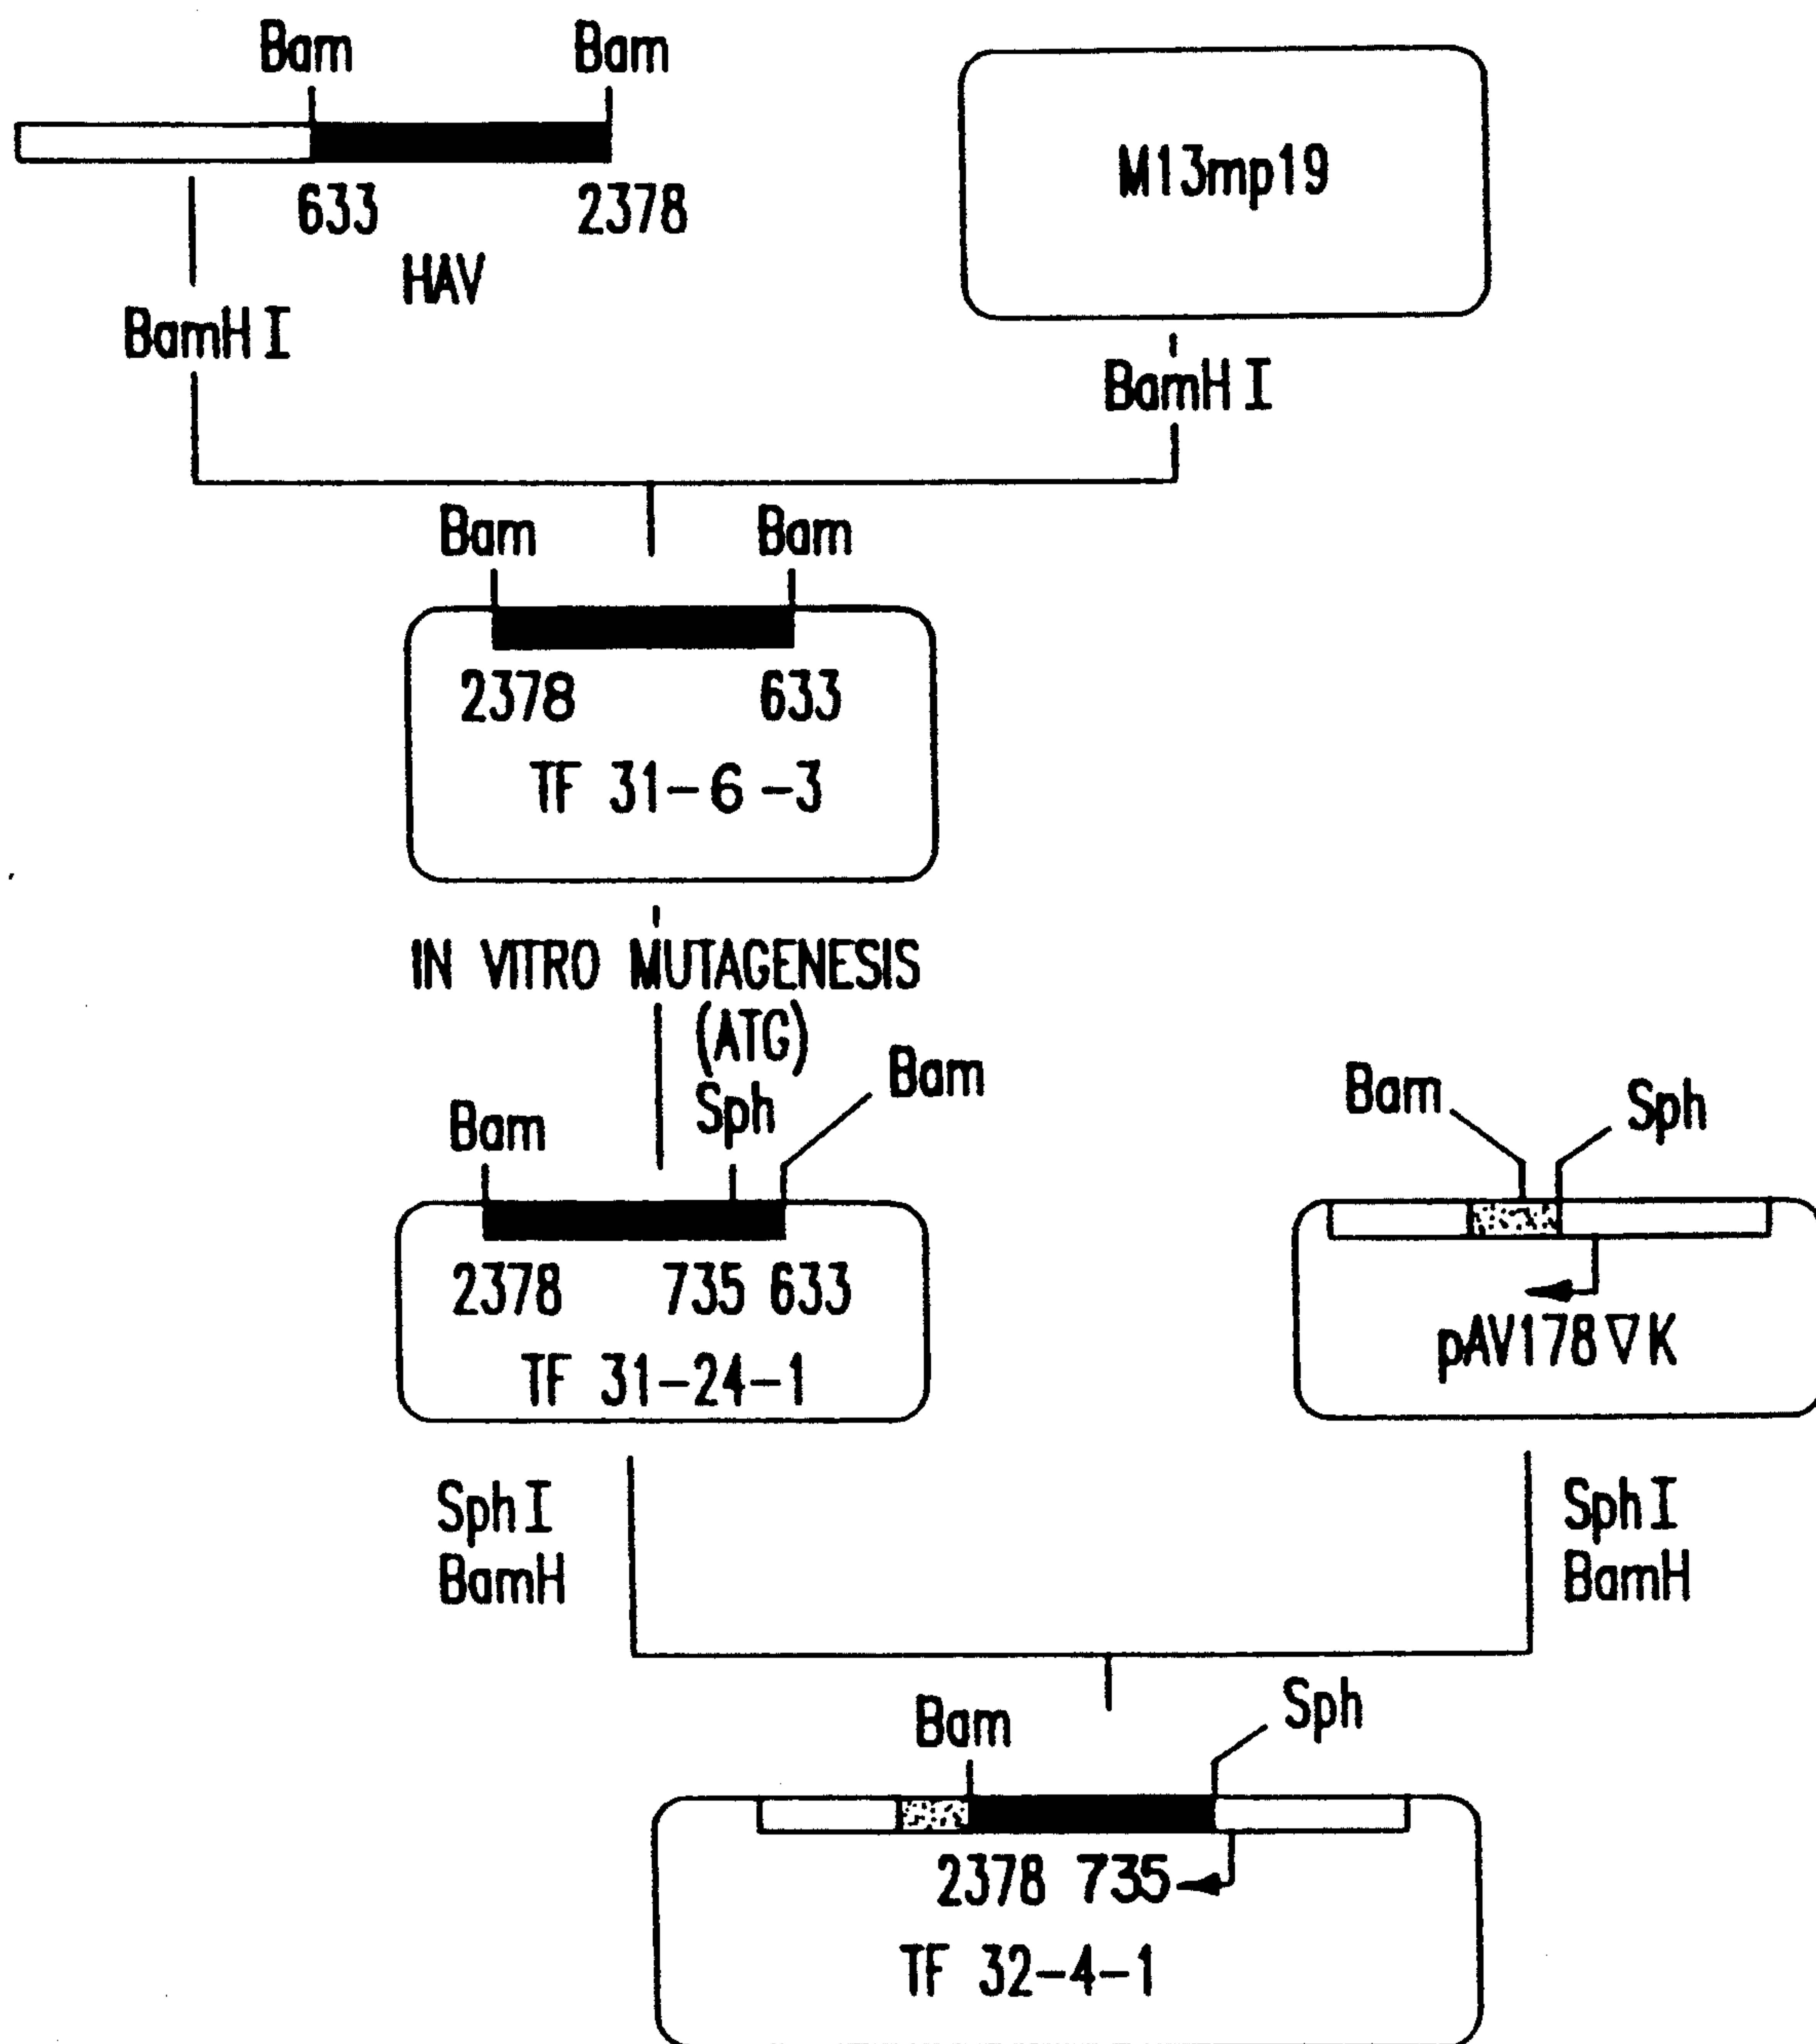 Bam Bam
M13mp19
633 2378
HAV
BamH I
BamH I
Bam Bam
2378 633
TF 31-6-3
IN VITRO MUTAGENESIS
(ATG)
Bam Sph Bam
2378 735 633
TF 31-24-1
Bam Sph
pAV178∇K
SphI
BamH
SphI
BamH
Bam Sph
2378 735
TF 32-4-1